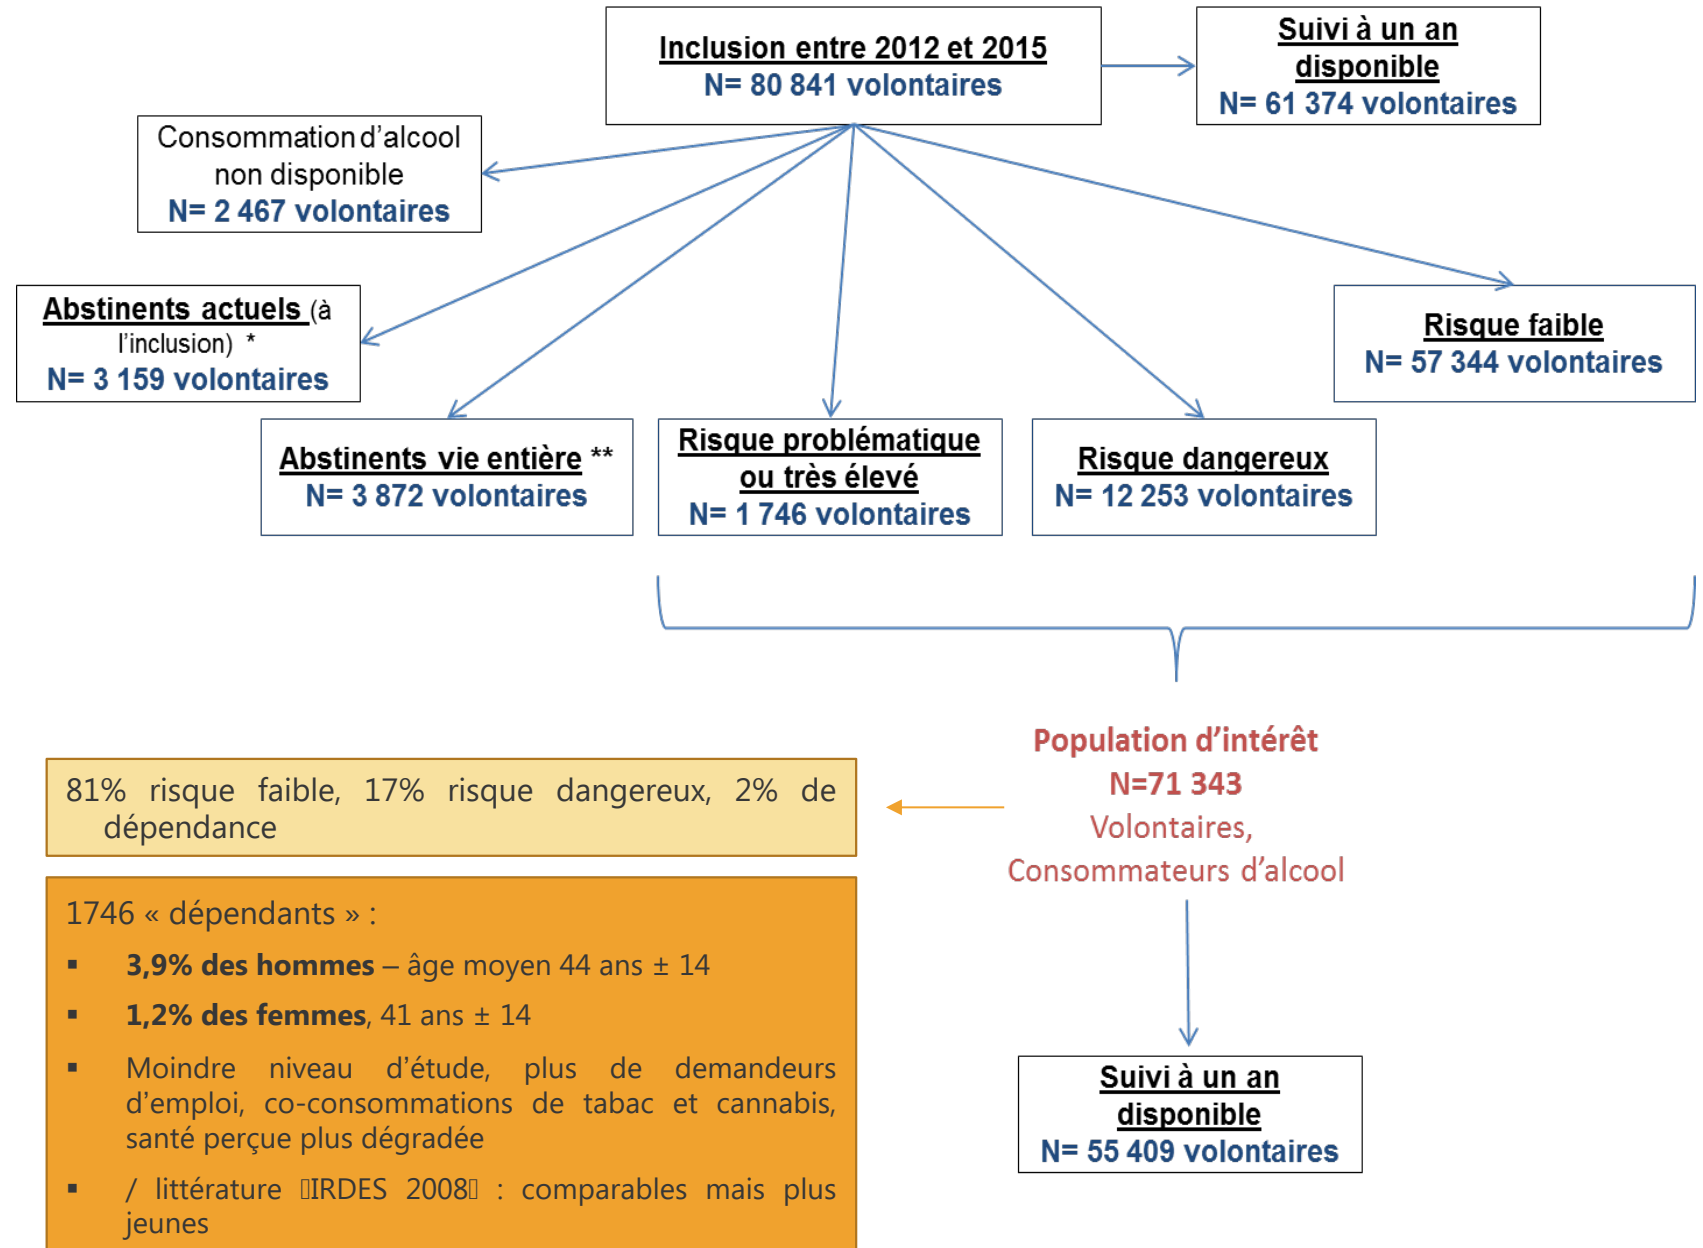 Inclusion entre 2012 et 2015
N= 80 841 volontaires
Suivi à un an
disponible
N= 61 374 volontaires
Consommation d'alcool
non disponible
N= 2 467 volontaires
Abstinents actuels (à
l'inclusion) *
N= 3 159 volontaires
Risque faible
N= 57 344 volontaires
Abstinents vie entière **
N= 3 872 volontaires
Risque problématique
ou très élevé
N= 1 746 volontaires
Risque dangereux
N= 12 253 volontaires
Population d'intérêt
N=71 343
Volontaires,
Consommateurs d'alcool
81% risque faible, 17% risque dangereux, 2% de
dépendance
1746 « dépendants » :
▪ 3,9% des hommes – âge moyen 44 ans ± 14
▪ 1,2% des femmes, 41 ans ± 14
▪ Moindre niveau d'étude, plus de demandeurs
d'emploi, co-consommations de tabac et cannabis,
santé perçue plus dégradée
▪ / littérature ▯IRDES 2008▯ : comparables mais plus
jeunes
Suivi à un an
disponible
N= 55 409 volontaires